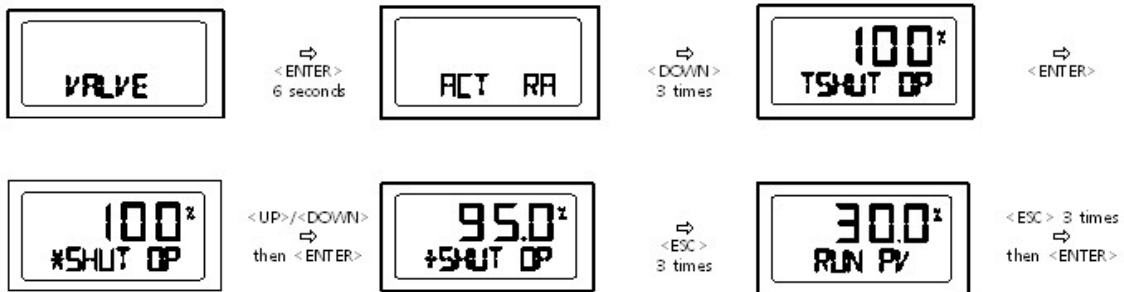 VALVE
⇨
<ENTER>
6 seconds
ACT RA
⇨
<DOWN>
3 times
100%
TSHUT OP
⇨
<ENTER>
100%
*SHUT OP
<UP>/<DOWN>
⇨
then <ENTER>
95.0%
+SHUT OP
⇨
<ESC>
3 times
30.0%
RUN PV
<ESC> 3 times
⇨
then <ENTER>